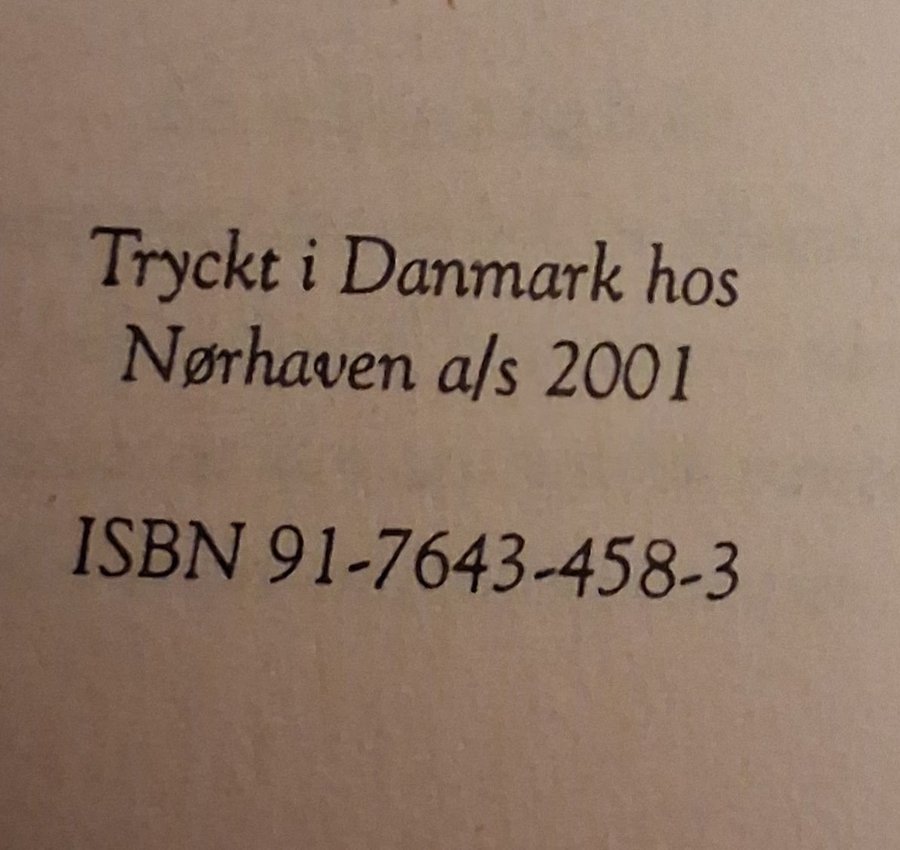 Tryckt i Danmark hos
Nørhaven a/s 2001
ISBN 91-7643-458-3